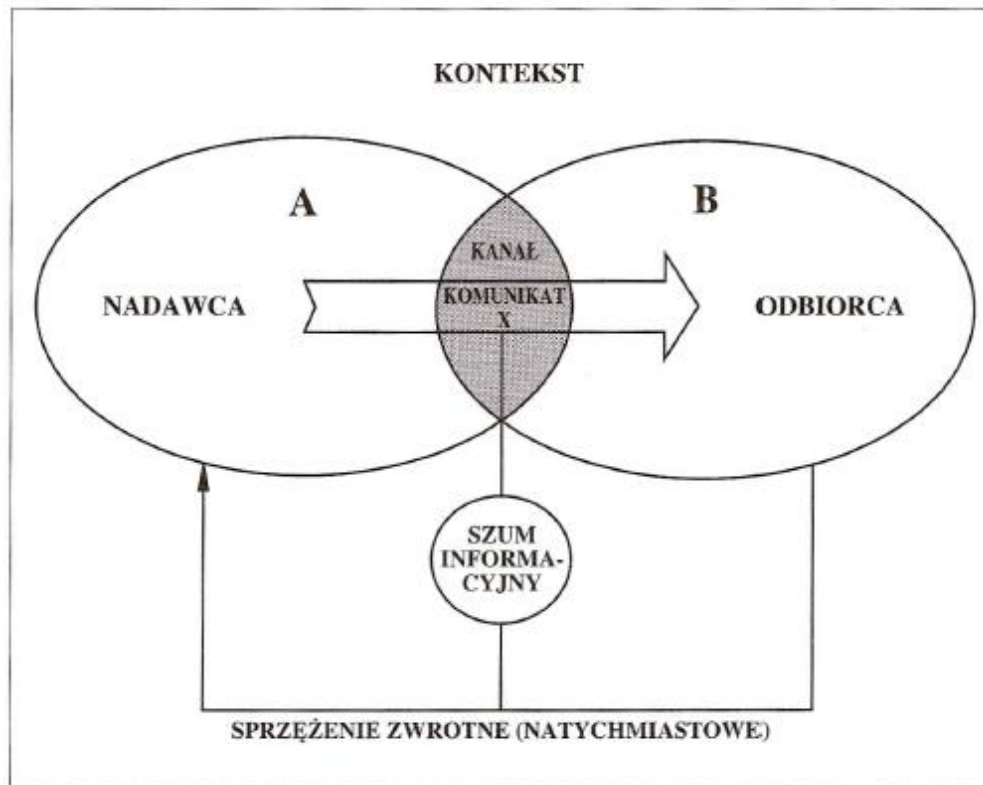 KONTEKST
A
B
KANAŁ
NADAWCA
KOMUNIKAT
X
ODBIORCA
SZUM
INFORMA-
CYJNY
SPRZĘŻENIE ZWROTNE (NATYCHMIASTOWE)